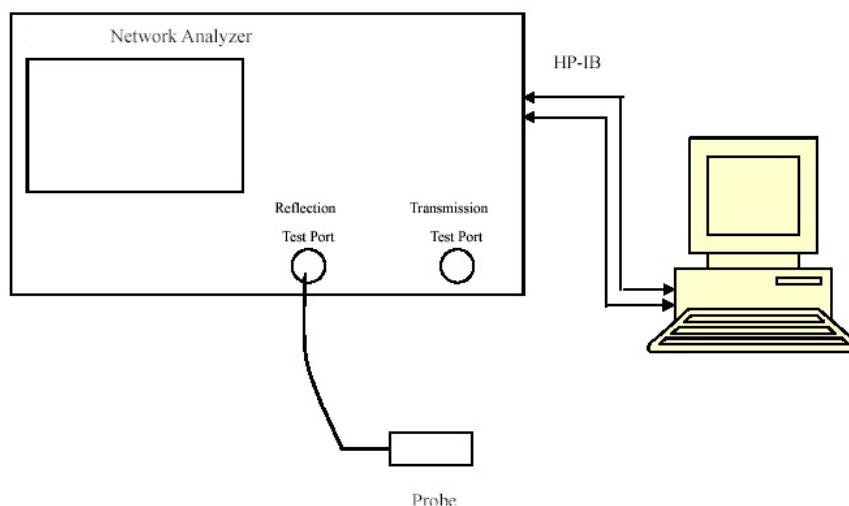 Network Analyzer
HP-IB
Reflection
Test Port
Transmission
Test Port
Probe